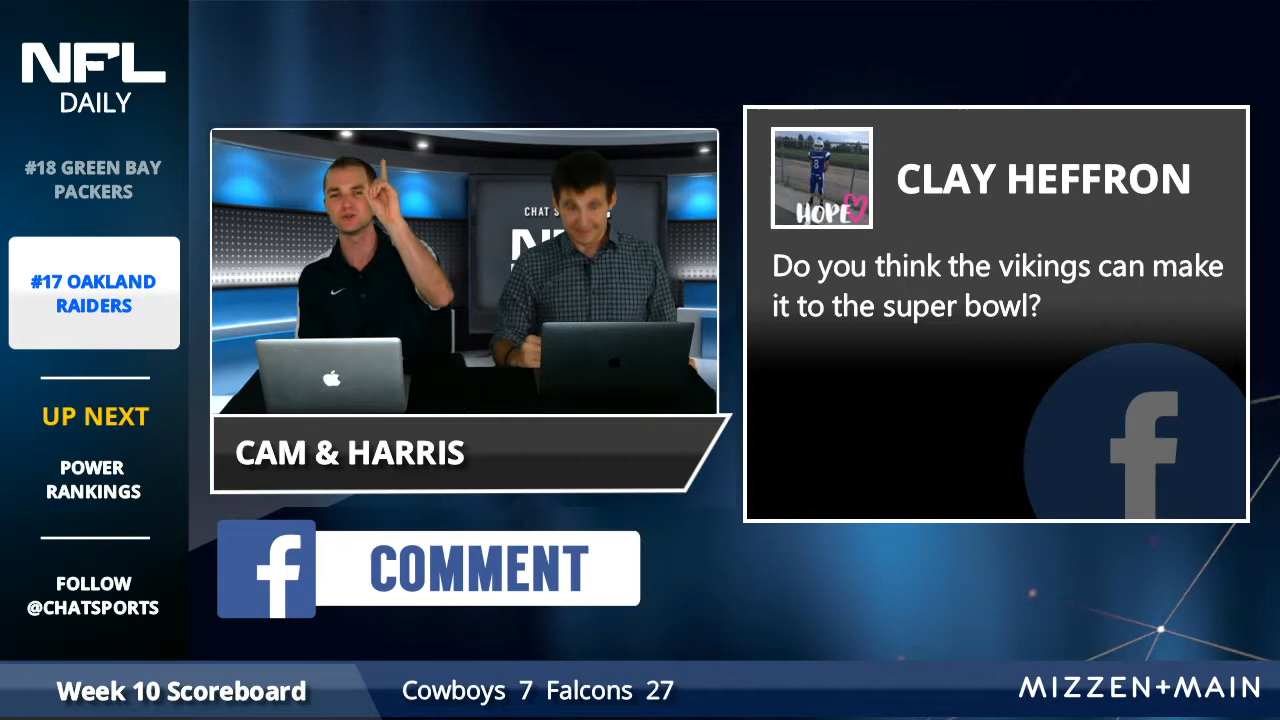 NFL
DAILY
#18 GREEN BAY
PACKERS
#17 OAKLAND
RAIDERS
UP NEXT
POWER
RANKINGS
FOLLOW
@CHATSPORTS
CHAT S
CAM & HARRIS
f COMMENT
HOPE
CLAY HEFFRON
Do you think the vikings can make
it to the super bowl?
f
Week 10 Scoreboard
Cowboys 7 Falcons 27
MIZZEN+MAIN